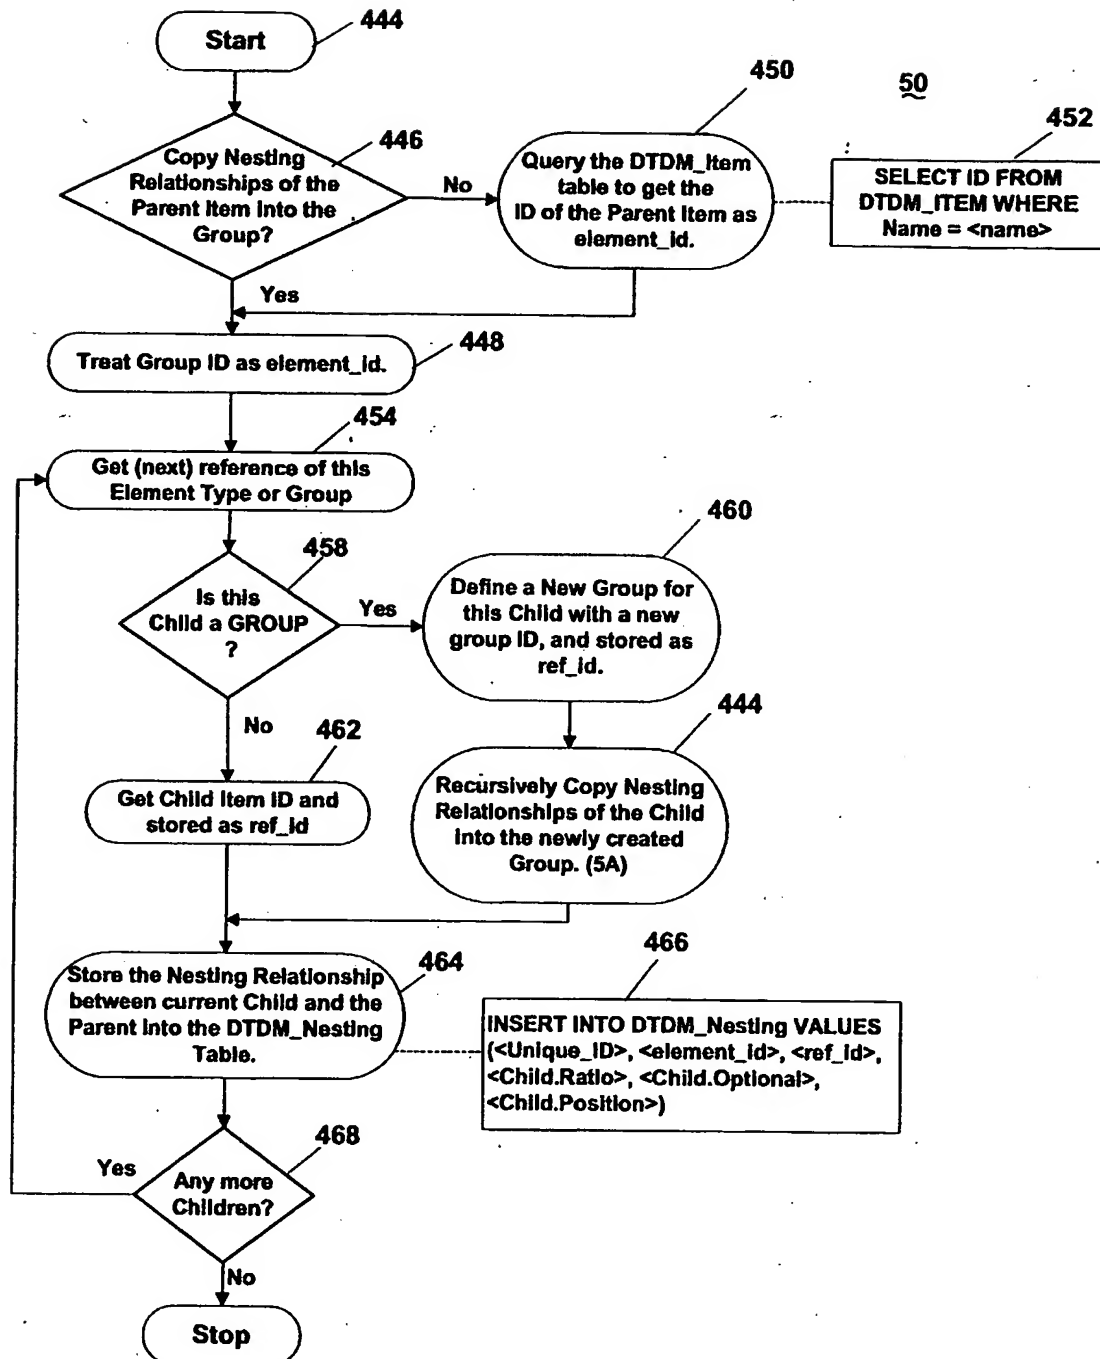 Start
444
Copy Nesting
Relationships of the
Parent Item into the
Group?
446
No
Query the DTDM_Item
table to get the
ID of the Parent Item as
element_id.
450
50
452
SELECT ID FROM
DTDM_ITEM WHERE
Name = <name>
Yes
Treat Group ID as element_id.
448
454
Get (next) reference of this
Element Type or Group
458
Is this
Child a GROUP
?
Yes
460
Define a New Group for
this Child with a new
group ID, and stored as
ref_id.
No
462
Get Child Item ID and
stored as ref_id
444
Recursively Copy Nesting
Relationships of the Child
into the newly created
Group. (5A)
Store the Nesting Relationship
between current Child and the
Parent into the DTDM_Nesting
Table.
464
466
INSERT INTO DTDM_Nesting VALUES
(<Unique_ID>, <element_id>, <ref_id>,
<Child.Ratio>, <Child.Optional>,
<Child.Position>)
468
Yes
Any more
Children?
No
Stop